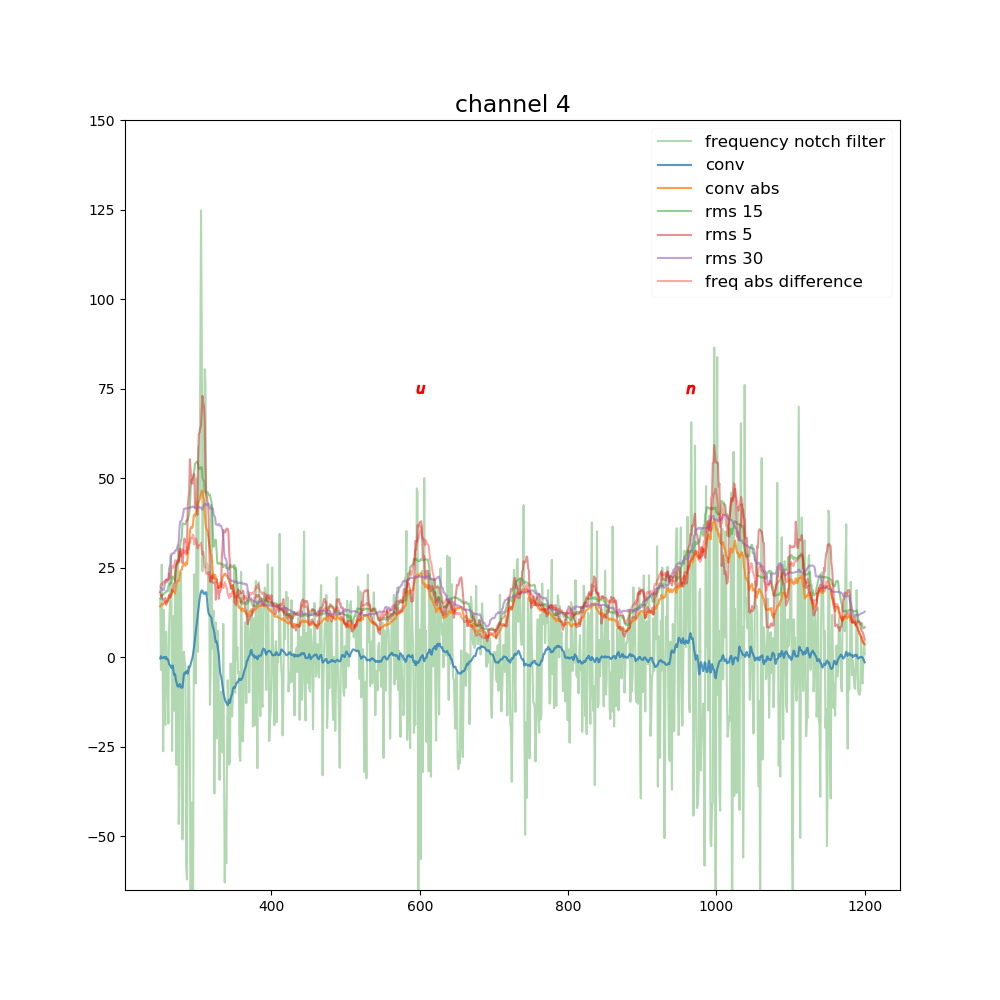 channel 4
150
125
100
75
50
25
0
−25
−50
frequency notch filter
conv
conv abs
rms 15
rms 5
rms 30
freq abs difference
u n
400 600 800 1000 1200